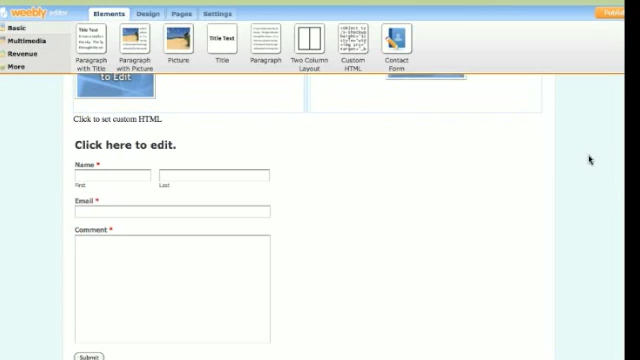 weebly editor
Elements Design Pages Settings
Publish
Basic
Multimedia
Revenue
More
Title Text
Title Text
Paragraph with Title
Paragraph with Picture
Picture
Title
Paragraph
Two Column Layout
Custom HTML
Contact Form
to Edit
Click to set custom HTML
Click here to edit.
Name *
First Last
Email *
Comment *
Submit